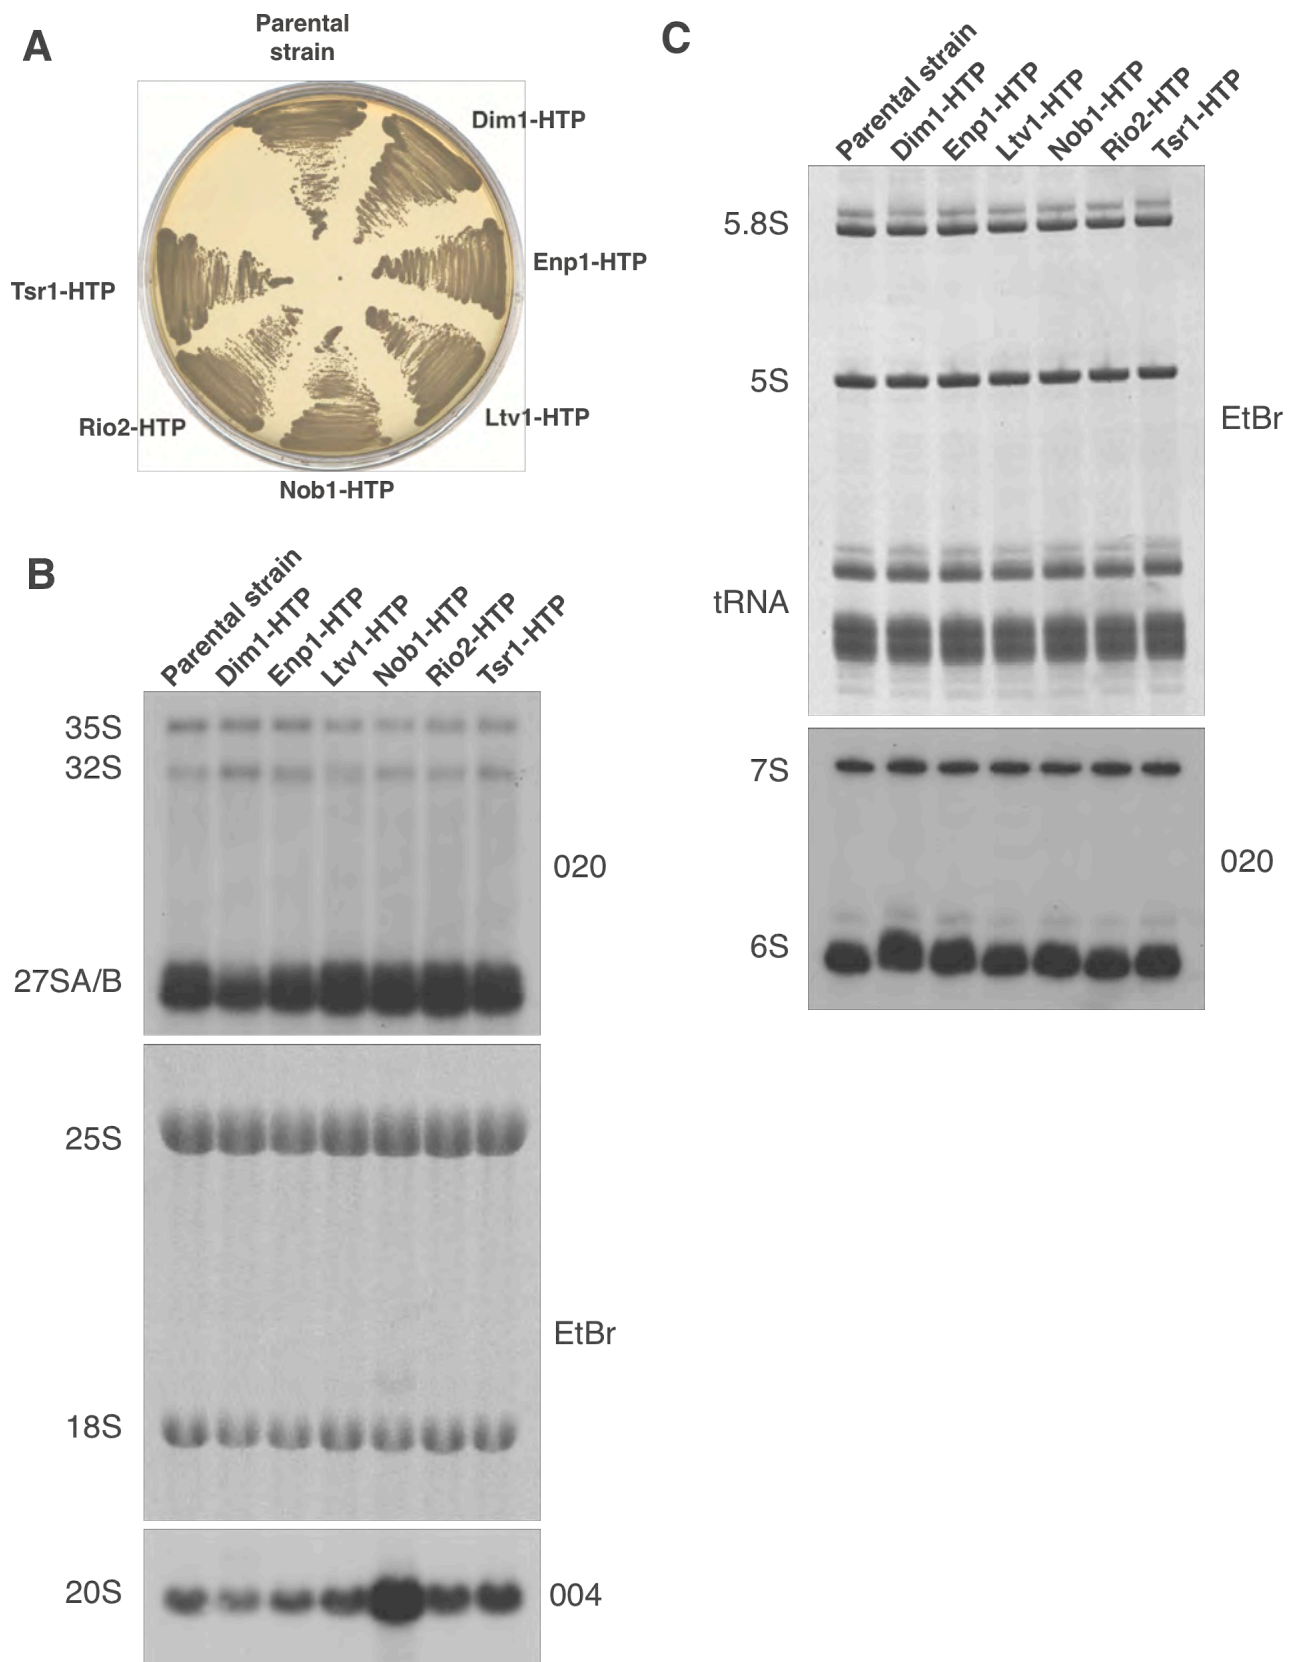 A
Parental
strain
Dim1-HTP
Enp1-HTP
Ltv1-HTP
Nob1-HTP
Rio2-HTP
Tsr1-HTP
B
Parental strain
Dim1-HTP
Enp1-HTP
Ltv1-HTP
Nob1-HTP
Rio2-HTP
Tsr1-HTP
35S
32S
27SA/B
020
25S
18S
EtBr
20S
004
C
Parental strain
Dim1-HTP
Enp1-HTP
Ltv1-HTP
Nob1-HTP
Rio2-HTP
Tsr1-HTP
5.8S
5S
tRNA
EtBr
7S
6S
020